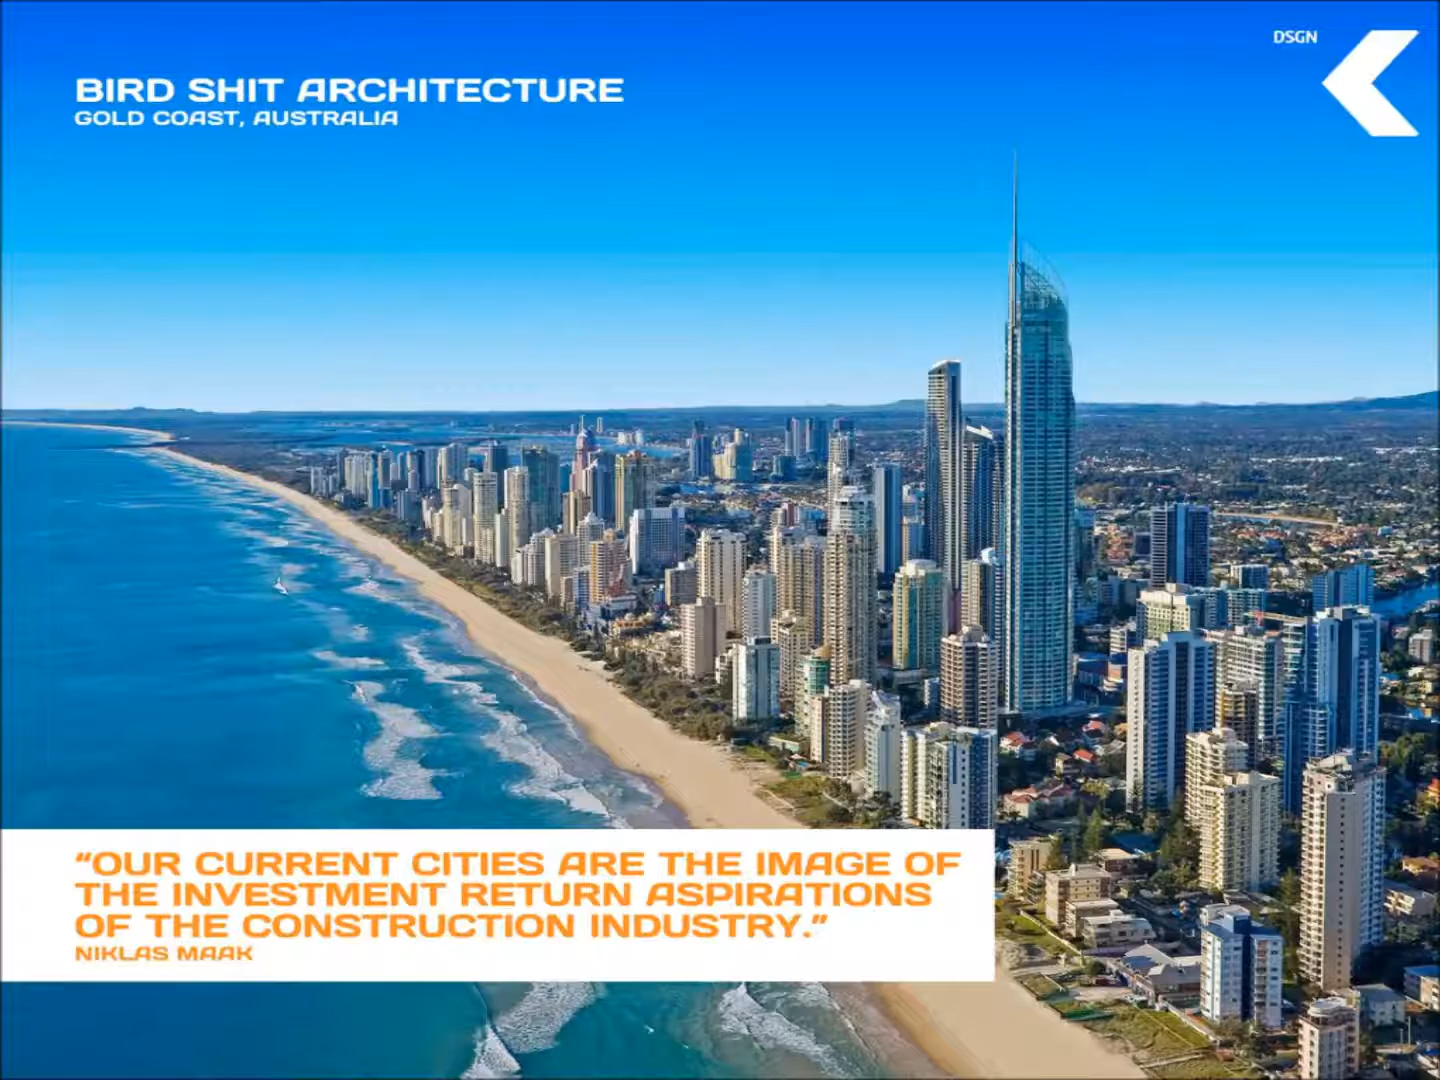 DSGN
BIRD SHIT ARCHITECTURE
GOLD COAST, AUSTRALIA
“OUR CURRENT CITIES ARE THE IMAGE OF
THE INVESTMENT RETURN ASPIRATIONS
OF THE CONSTRUCTION INDUSTRY.”
NIKLAS MAAK